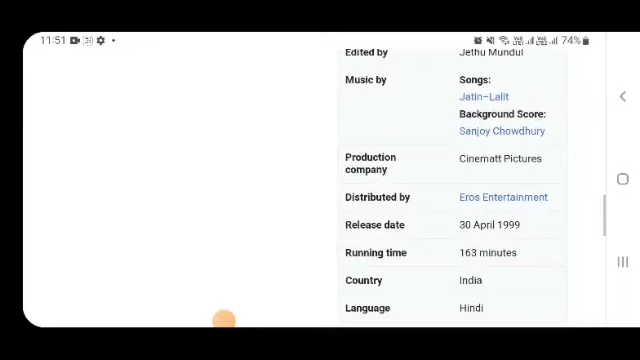 11:51 74%
Edited by Jethu Mundul
Music by Songs:
Jatin–Lalit
Background Score:
Sanjoy Chowdhury
Production company Cinematt Pictures
Distributed by Eros Entertainment
Release date 30 April 1999
Running time 163 minutes
Country India
Language Hindi